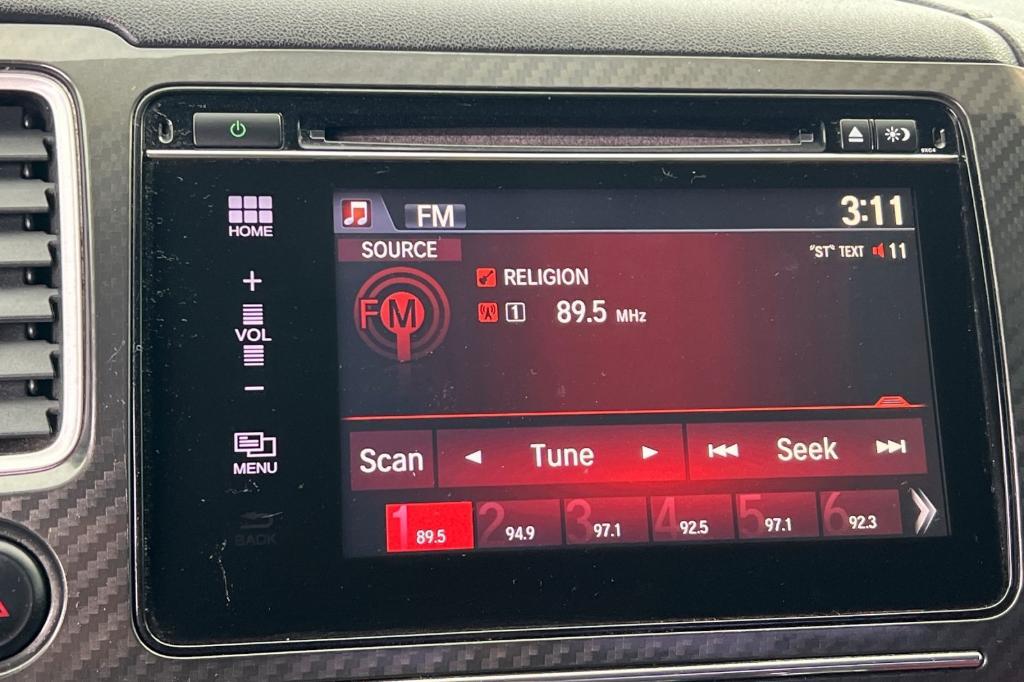 HOME
+
VOL
−
MENU
BACK
FM 3:11
SOURCE "ST" TEXT 11
FM RELIGION
1 89.5 MHz
Scan Tune Seek
1 89.5 2 94.9 3 97.1 4 92.5 5 97.1 6 92.3